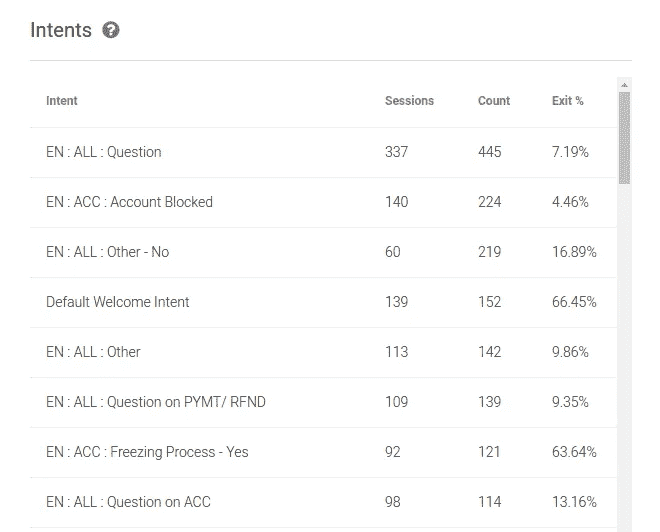 Intents ?
Intent Sessions Count Exit %
EN : ALL : Question 337 445 7.19%
EN : ACC : Account Blocked 140 224 4.46%
EN : ALL : Other - No 60 219 16.89%
Default Welcome Intent 139 152 66.45%
EN : ALL : Other 113 142 9.86%
EN : ALL : Question on PYMT/ RFND 109 139 9.35%
EN : ACC : Freezing Process - Yes 92 121 63.64%
EN : ALL : Question on ACC 98 114 13.16%